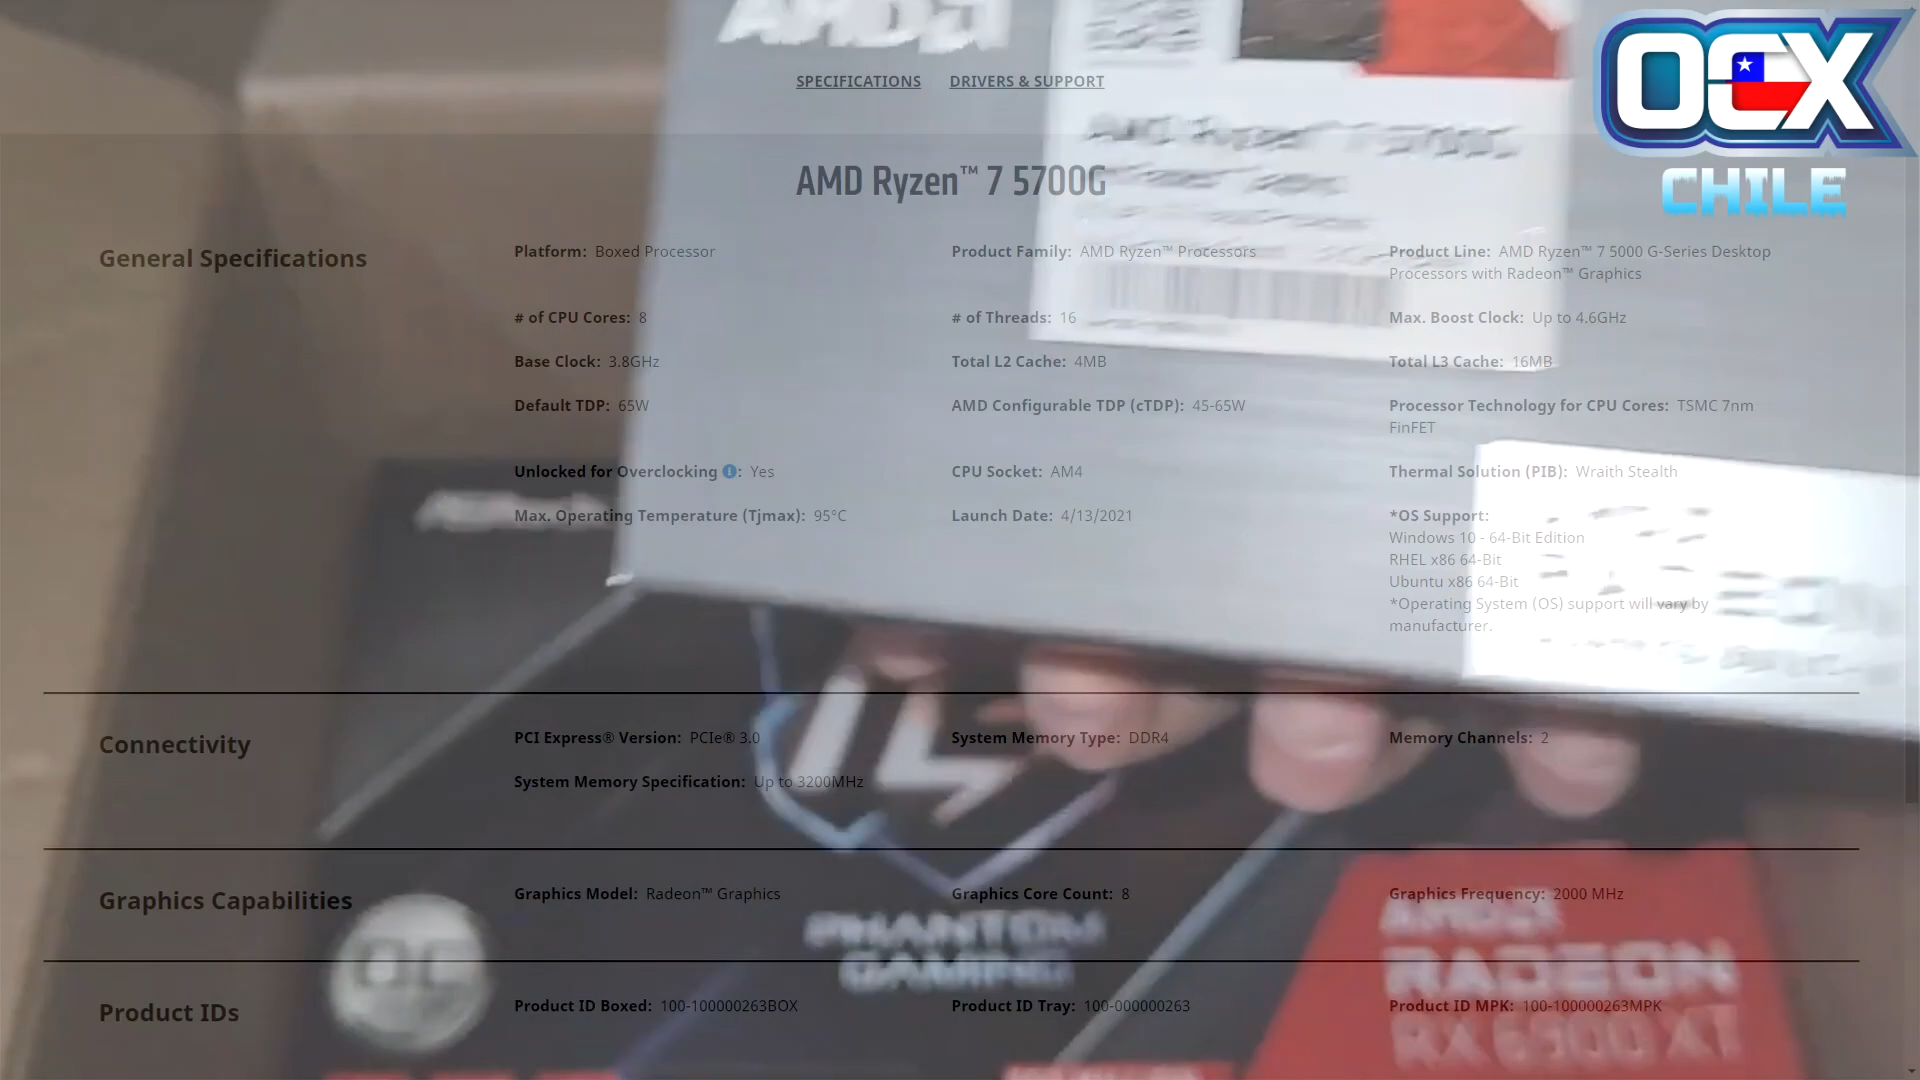 AMD
OCX
CHILE
SPECIFICATIONS DRIVERS & SUPPORT
AMD Ryzen™ 7 5700G
AMD Ryzen™ 7 5700G
General Specifications
Platform: Boxed Processor
Product Family: AMD Ryzen™ Processors
Product Line: AMD Ryzen™ 7 5000 G-Series Desktop
Processors with Radeon™ Graphics
# of CPU Cores: 8
# of Threads: 16
Max. Boost Clock: Up to 4.6GHz
Base Clock: 3.8GHz
Total L2 Cache: 4MB
Total L3 Cache: 16MB
Default TDP: 65W
AMD Configurable TDP (cTDP): 45-65W
Processor Technology for CPU Cores: TSMC 7nm
FinFET
Unlocked for Overclocking : Yes
CPU Socket: AM4
Thermal Solution (PIB): Wraith Stealth
Max. Operating Temperature (Tjmax): 95°C
Launch Date: 4/13/2021
*OS Support:
Windows 10 - 64-Bit Edition
RHEL x86 64-Bit
Ubuntu x86 64-Bit
*Operating System (OS) support will vary by
manufacturer.
ASRock
Connectivity
PCI Express® Version: PCIe® 3.0
System Memory Type: DDR4
Memory Channels: 2
System Memory Specification: Up to 3200MHz
Graphics Capabilities
Graphics Model: Radeon™ Graphics
Graphics Core Count: 8
Graphics Frequency: 2000 MHz
OC
PHANTOM
GAMING
AMD
RADEON
RX 6900 XT
Product IDs
Product ID Boxed: 100-100000263BOX
Product ID Tray: 100-000000263
Product ID MPK: 100-100000263MPK